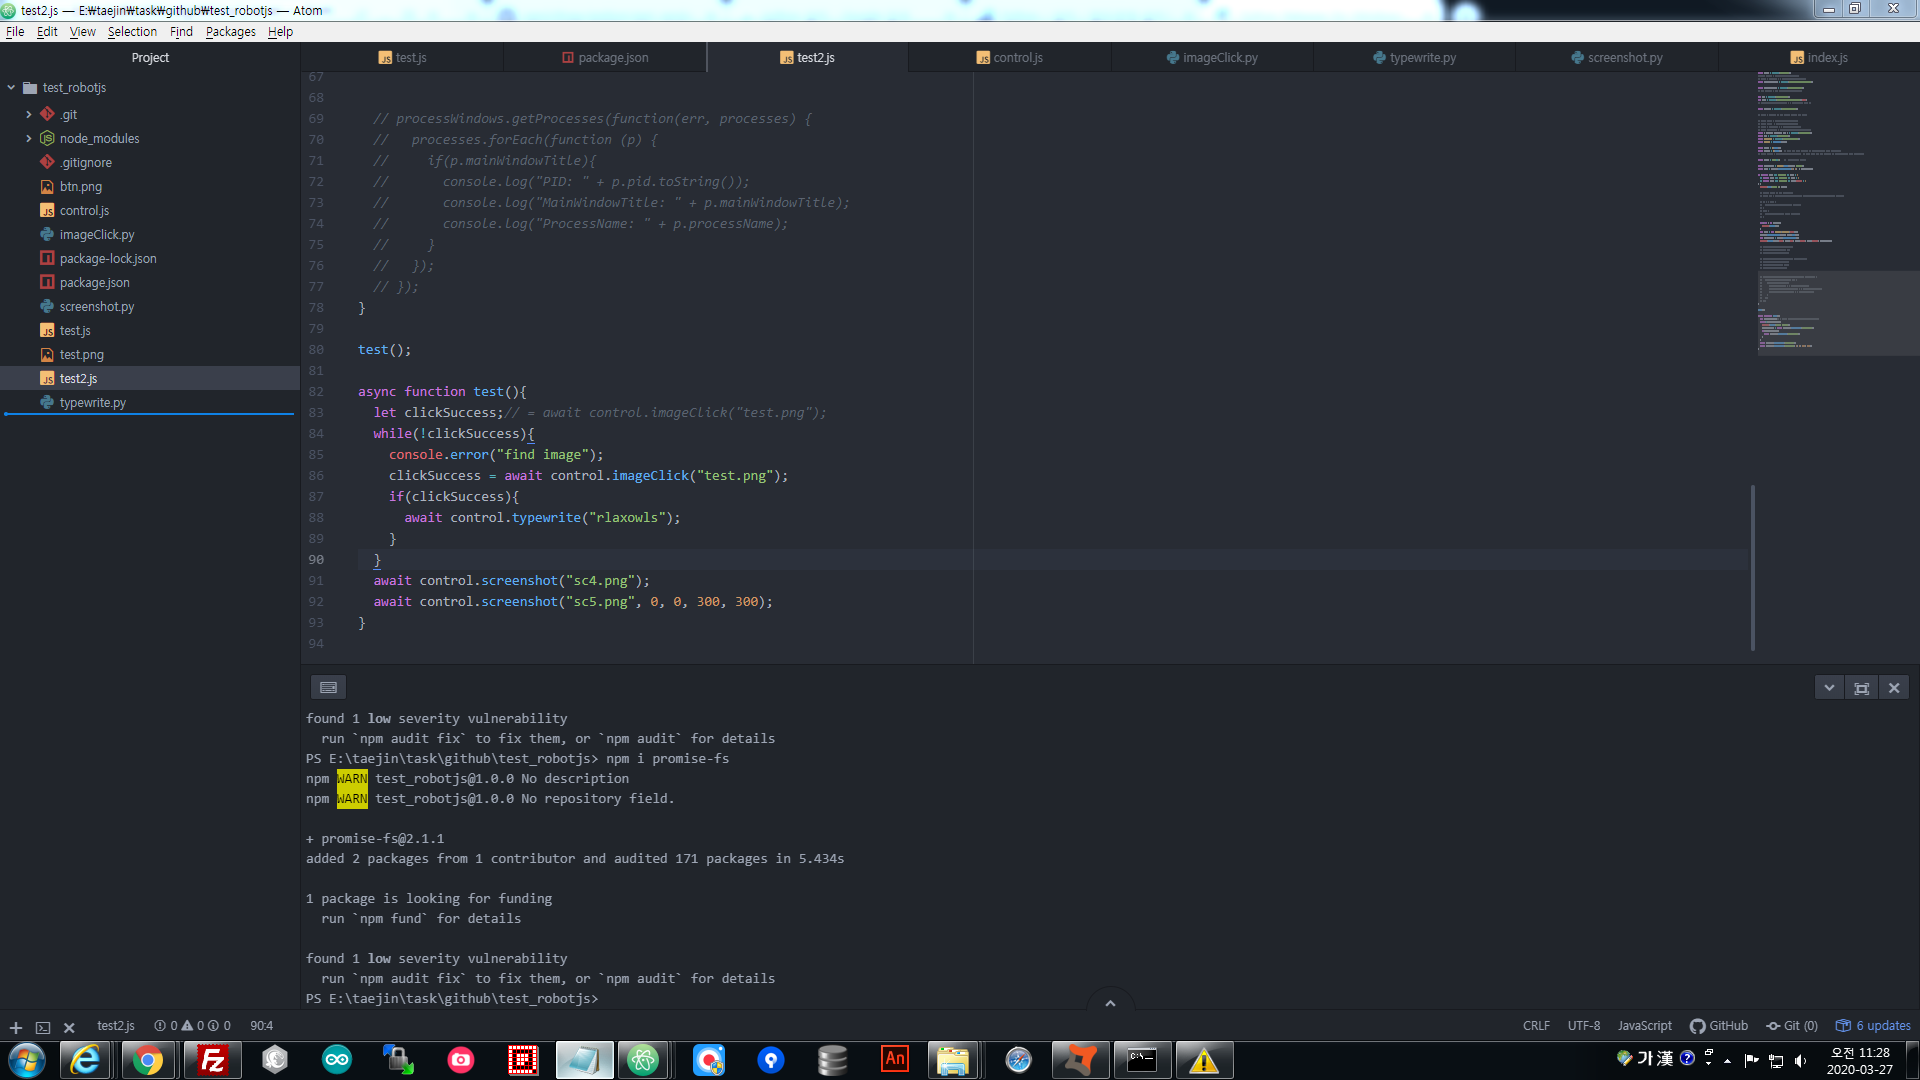 test2.js — E:₩taejin₩task₩github₩test_robotjs — Atom
File Edit View Selection Find Packages Help
Project
test.js package.json test2.js control.js imageClick.py typewrite.py screenshot.py index.js
test_robotjs
.git
node_modules
.gitignore
btn.png
control.js
imageClick.py
package-lock.json
package.json
screenshot.py
test.js
test.png
test2.js
typewrite.py
67
68
69 // processWindows.getProcesses(function(err, processes) {
70 //   processes.forEach(function (p) {
71 //     if(p.mainWindowTitle){
72 //       console.log("PID: " + p.pid.toString());
73 //       console.log("MainWindowTitle: " + p.mainWindowTitle);
74 //       console.log("ProcessName: " + p.processName);
75 //     }
76 //   });
77 // });
78 }
79
80 test();
81
82 async function test(){
83   let clickSuccess;// = await control.imageClick("test.png");
84   while(!clickSuccess){
85     console.error("find image");
86     clickSuccess = await control.imageClick("test.png");
87     if(clickSuccess){
88       await control.typewrite("rlaxowls");
89     }
90   }
91   await control.screenshot("sc4.png");
92   await control.screenshot("sc5.png", 0, 0, 300, 300);
93 }
94
found 1 low severity vulnerability
  run `npm audit fix` to fix them, or `npm audit` for details
PS E:\taejin\task\github\test_robotjs> npm i promise-fs
npm WARN test_robotjs@1.0.0 No description
npm WARN test_robotjs@1.0.0 No repository field.
+ promise-fs@2.1.1
added 2 packages from 1 contributor and audited 171 packages in 5.434s
1 package is looking for funding
  run `npm fund` for details
found 1 low severity vulnerability
  run `npm audit fix` to fix them, or `npm audit` for details
PS E:\taejin\task\github\test_robotjs>
test2.js 0 0 0 90:4 CRLF UTF-8 JavaScript GitHub Git (0) 6 updates
Fz An C:\_ 가 漢 오전 11:28
2020-03-27